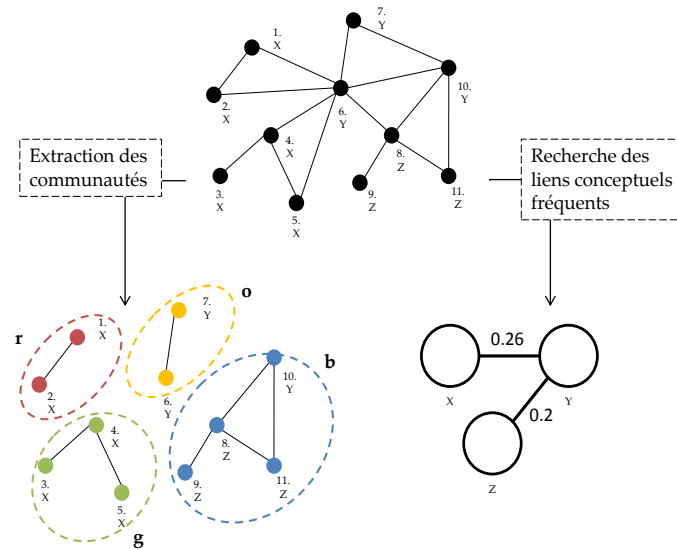 7.
Y
1.
X
10.
Y
2.
X
6.
Y
4.
X
8.
Z
3.
X
9.
Z
11.
Z
5.
X
Extraction des
communautés
Recherche des
liens conceptuels
fréquents
o
7.
Y
r
1.
X
b
10.
Y
6.
Y
2.
X
4.
X
8.
Z
3.
X
9.
Z
11.
Z
5.
X
g
0.26
X
Y
0.2
Z